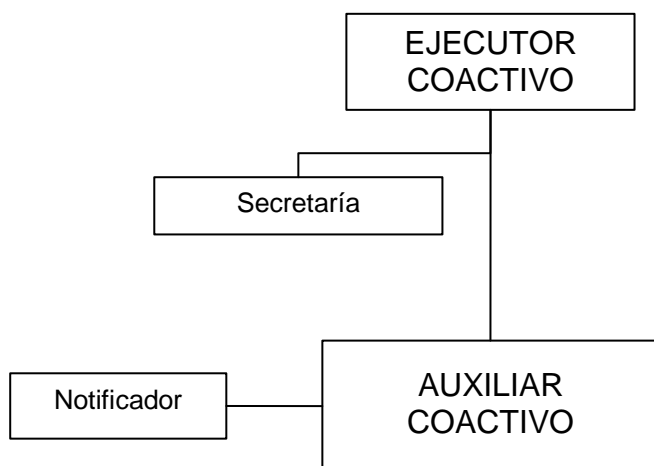 EJECUTOR
COACTIVO
Secretaría
Notificador
AUXILIAR
COACTIVO